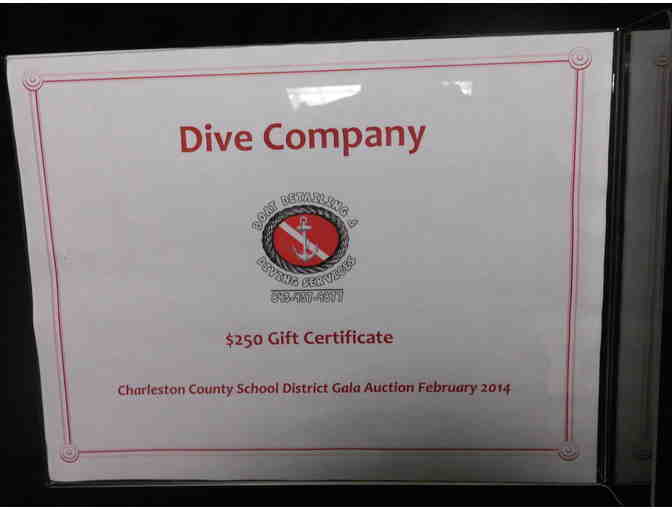 Dive Company
BOAT DETAILING &
DIVING SERVICES
$250 Gift Certificate
Charleston County School District Gala Auction February 2014